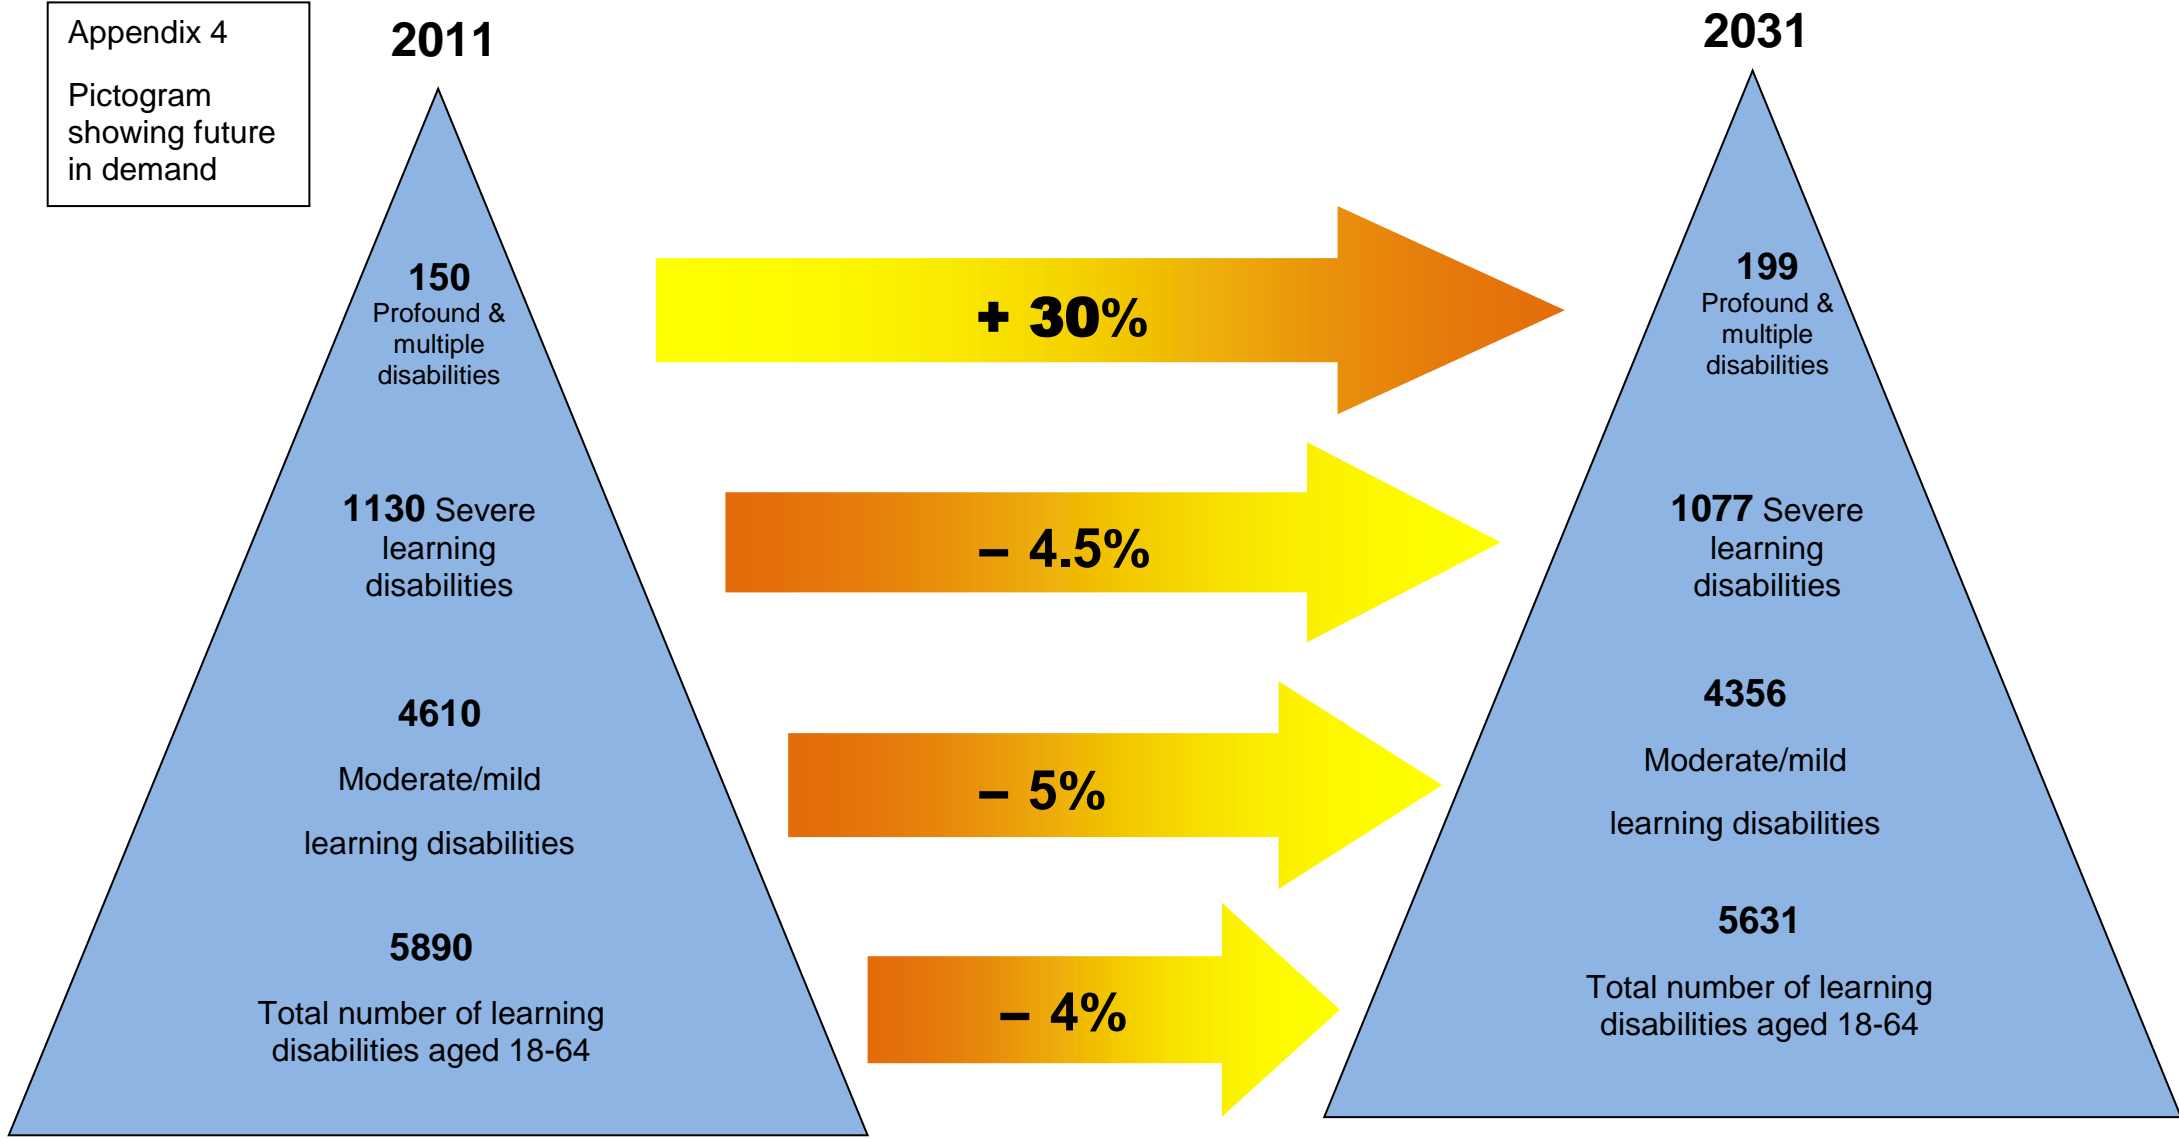 Appendix 4
Pictogram
showing future
in demand
2011
150
Profound &
multiple
disabilities
1130 Severe
learning
disabilities
4610
Moderate/mild
learning disabilities
5890
Total number of learning
disabilities aged 18-64
+ 30%
– 4.5%
– 5%
– 4%
2031
199
Profound &
multiple
disabilities
1077 Severe
learning
disabilities
4356
Moderate/mild
learning disabilities
5631
Total number of learning
disabilities aged 18-64